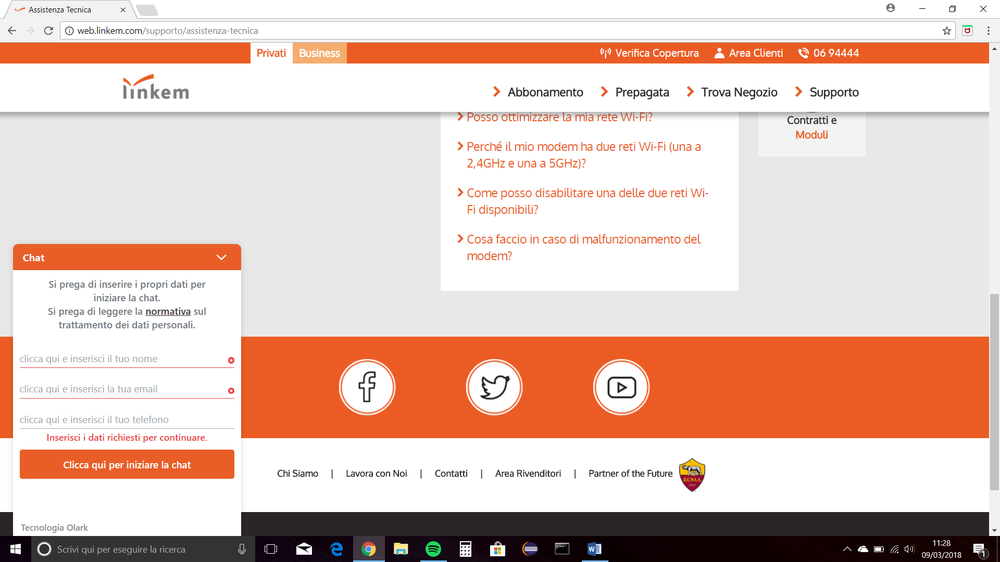 Assistenza Tecnica
web.linkem.com/supporto/assistenza-tecnica
Privati Business Verifica Copertura Area Clienti 06 94444
linkem
Abbonamento Prepagata Trova Negozio Supporto
Posso ottimizzare la mia rete Wi-Fi?
Perché il mio modem ha due reti Wi-Fi (una a
2,4GHz e una a 5GHz)?
Come posso disabilitare una delle due reti Wi-
Fi disponibili?
Cosa faccio in caso di malfunzionamento del
modem?
Contratti e
Moduli
Chat
Si prega di inserire i propri dati per
iniziare la chat.
Si prega di leggere la normativa sul
trattamento dei dati personali.
clicca qui e inserisci il tuo nome
clicca qui e inserisci la tua email
clicca qui e inserisci il tuo telefono
Inserisci i dati richiesti per continuare.
Clicca qui per iniziare la chat
Tecnologia Olark
Chi Siamo | Lavora con Noi | Contatti | Area Rivenditori | Partner of the Future
ROMA
1927
Scrivi qui per eseguire la ricerca
11:28
09/03/2018
1